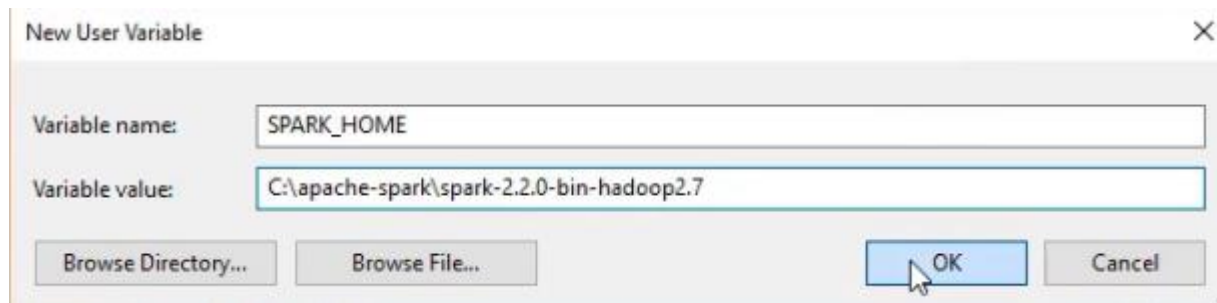 New User Variable
Variable name: SPARK_HOME
Variable value: C:\apache-spark\spark-2.2.0-bin-hadoop2.7
Browse Directory... Browse File... OK Cancel